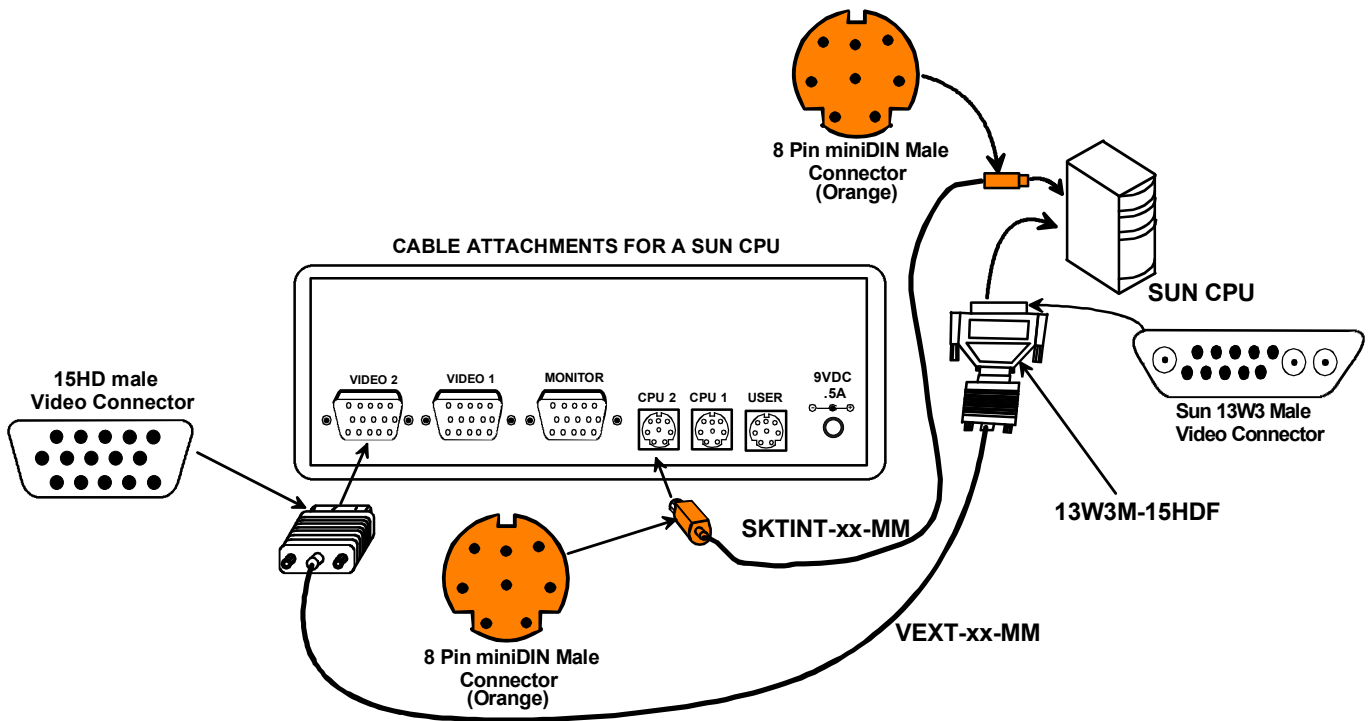 8 Pin miniDIN Male
Connector
(Orange)
CABLE ATTACHMENTS FOR A SUN CPU
SUN CPU
15HD male
Video Connector
VIDEO 2
VIDEO 1
MONITOR
CPU 2
CPU 1
USER
9VDC
.5A
Sun 13W3 Male
Video Connector
13W3M-15HDF
SKTINT-xx-MM
VEXT-xx-MM
8 Pin miniDIN Male
Connector
(Orange)